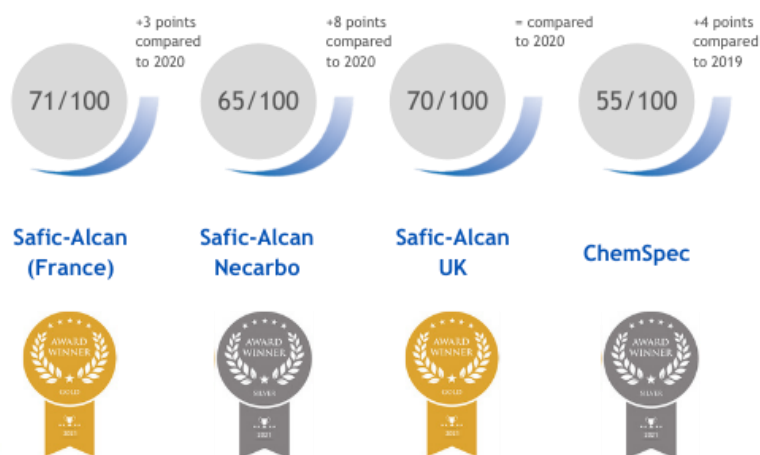 +3 points
compared
to 2020
71/100
+8 points
compared
to 2020
65/100
= compared
to 2020
70/100
+4 points
compared
to 2019
55/100
Safic-Alcan
(France)
Safic-Alcan
Necarbo
Safic-Alcan
UK
ChemSpec
AWARD
WINNER
GOLD
2021
AWARD
WINNER
SILVER
2021
AWARD
WINNER
GOLD
2021
AWARD
WINNER
SILVER
2021